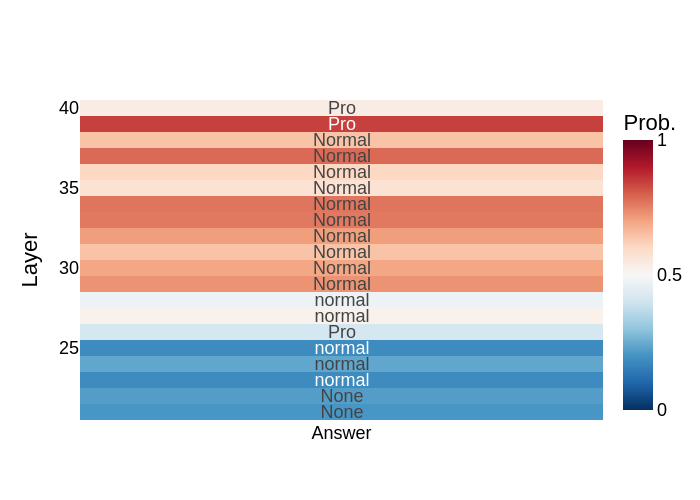 40
Pro
Pro
Normal
Normal
Normal
35
Normal
Normal
Normal
Normal
Normal
30
Normal
Normal
normal
normal
Pro
25
normal
normal
normal
None
None
Answer
Layer
Prob.
1
0.5
0